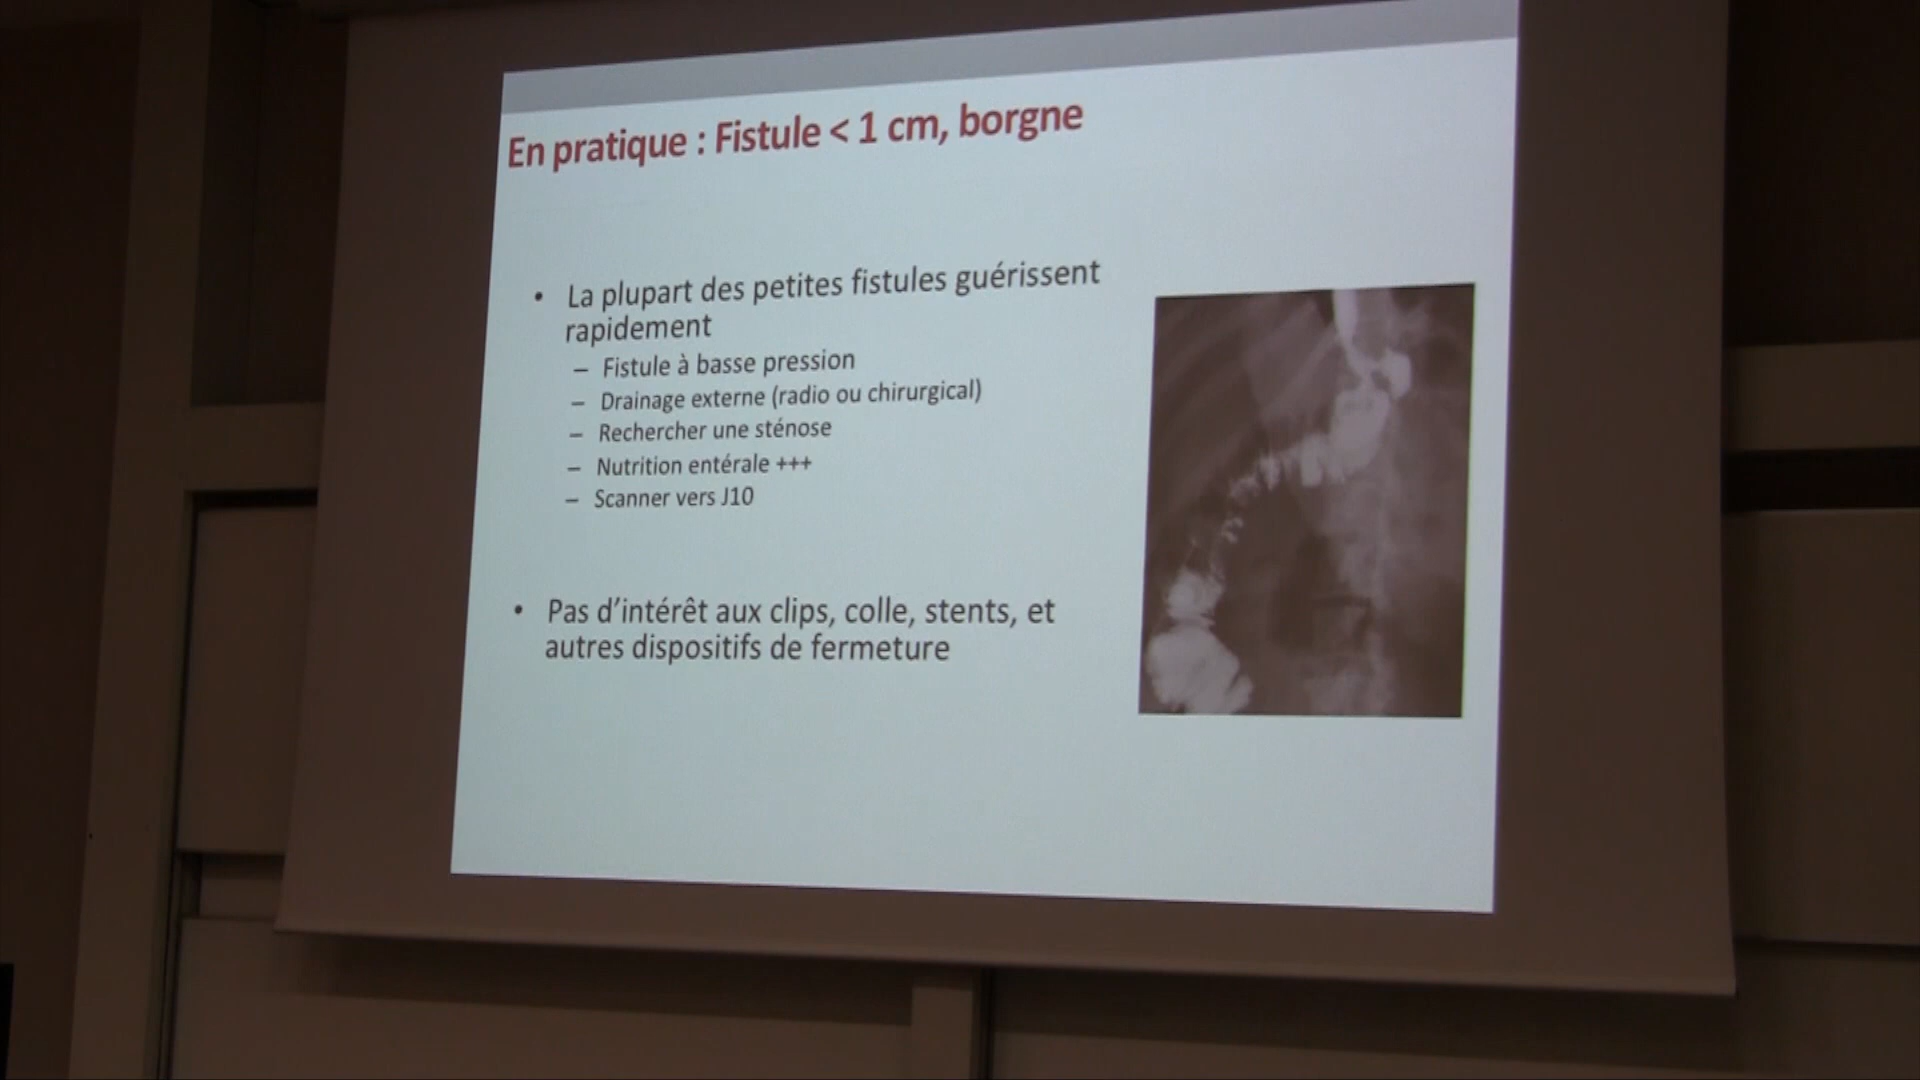 En pratique : Fistule < 1 cm, borgne
• La plupart des petites fistules guérissent
rapidement
– Fistule à basse pression
– Drainage externe (radio ou chirurgical)
– Rechercher une sténose
– Nutrition entérale +++
– Scanner vers J10
• Pas d’intérêt aux clips, colle, stents, et
autres dispositifs de fermeture